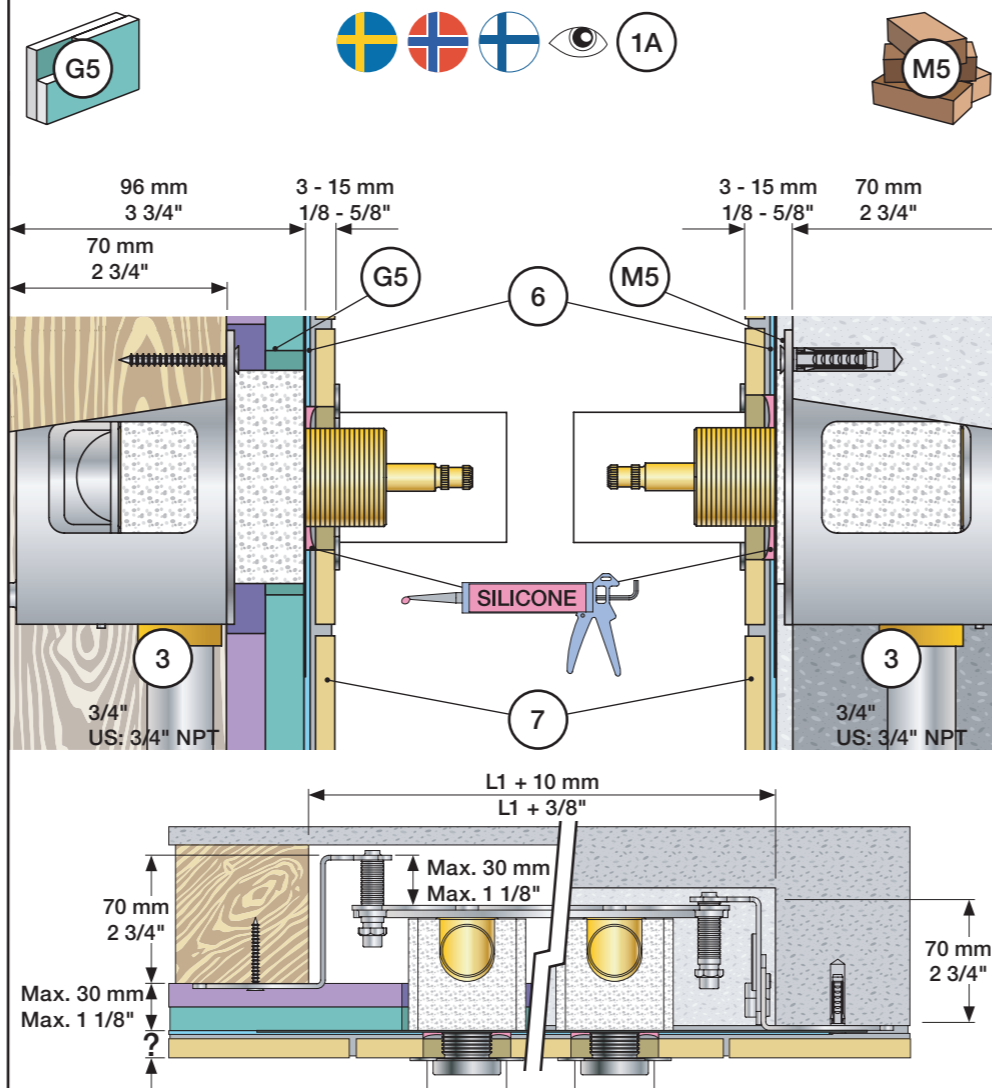 G5
1A
M5
96 mm
3 3/4"
3 - 15 mm
1/8 - 5/8"
3 - 15 mm
1/8 - 5/8"
70 mm
2 3/4"
70 mm
2 3/4"
G5
6
M5
SILICONE
3
3/4"
US: 3/4" NPT
7
3
3/4"
US: 3/4" NPT
L1 + 10 mm
L1 + 3/8"
Max. 30 mm
Max. 1 1/8"
70 mm
2 3/4"
70 mm
2 3/4"
Max. 30 mm
Max. 1 1/8"
?